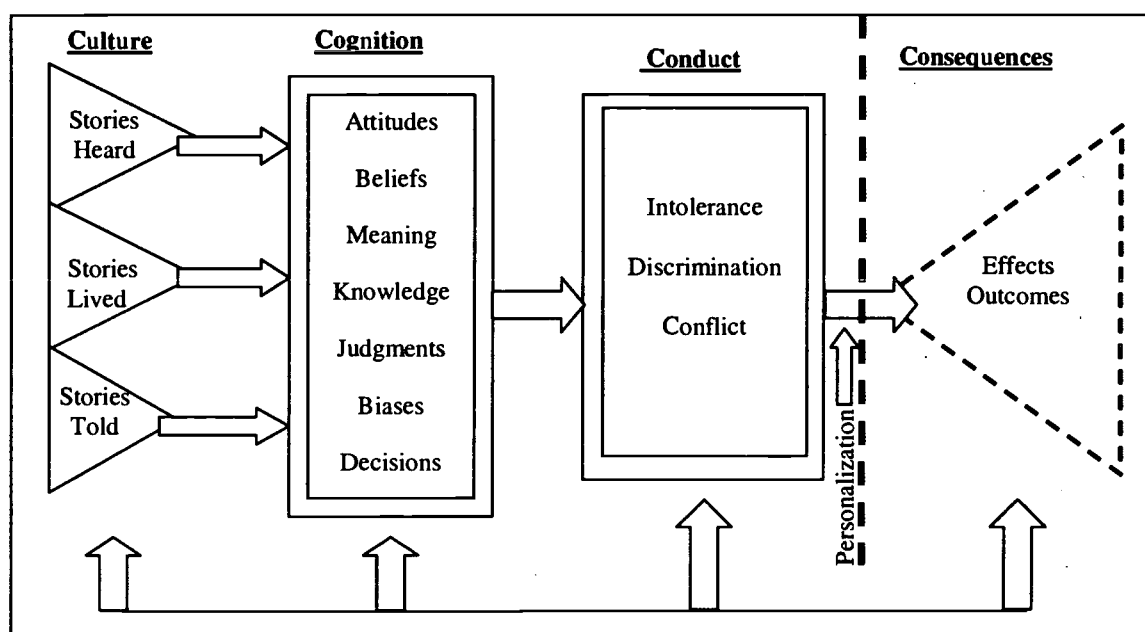 Culture
Stories
Heard
Stories
Lived
Stories
Told
Cognition
Attitudes
Beliefs
Meaning
Knowledge
Judgments
Biases
Decisions
Conduct
Intolerance
Discrimination
Conflict
Personalization
Consequences
Effects
Outcomes